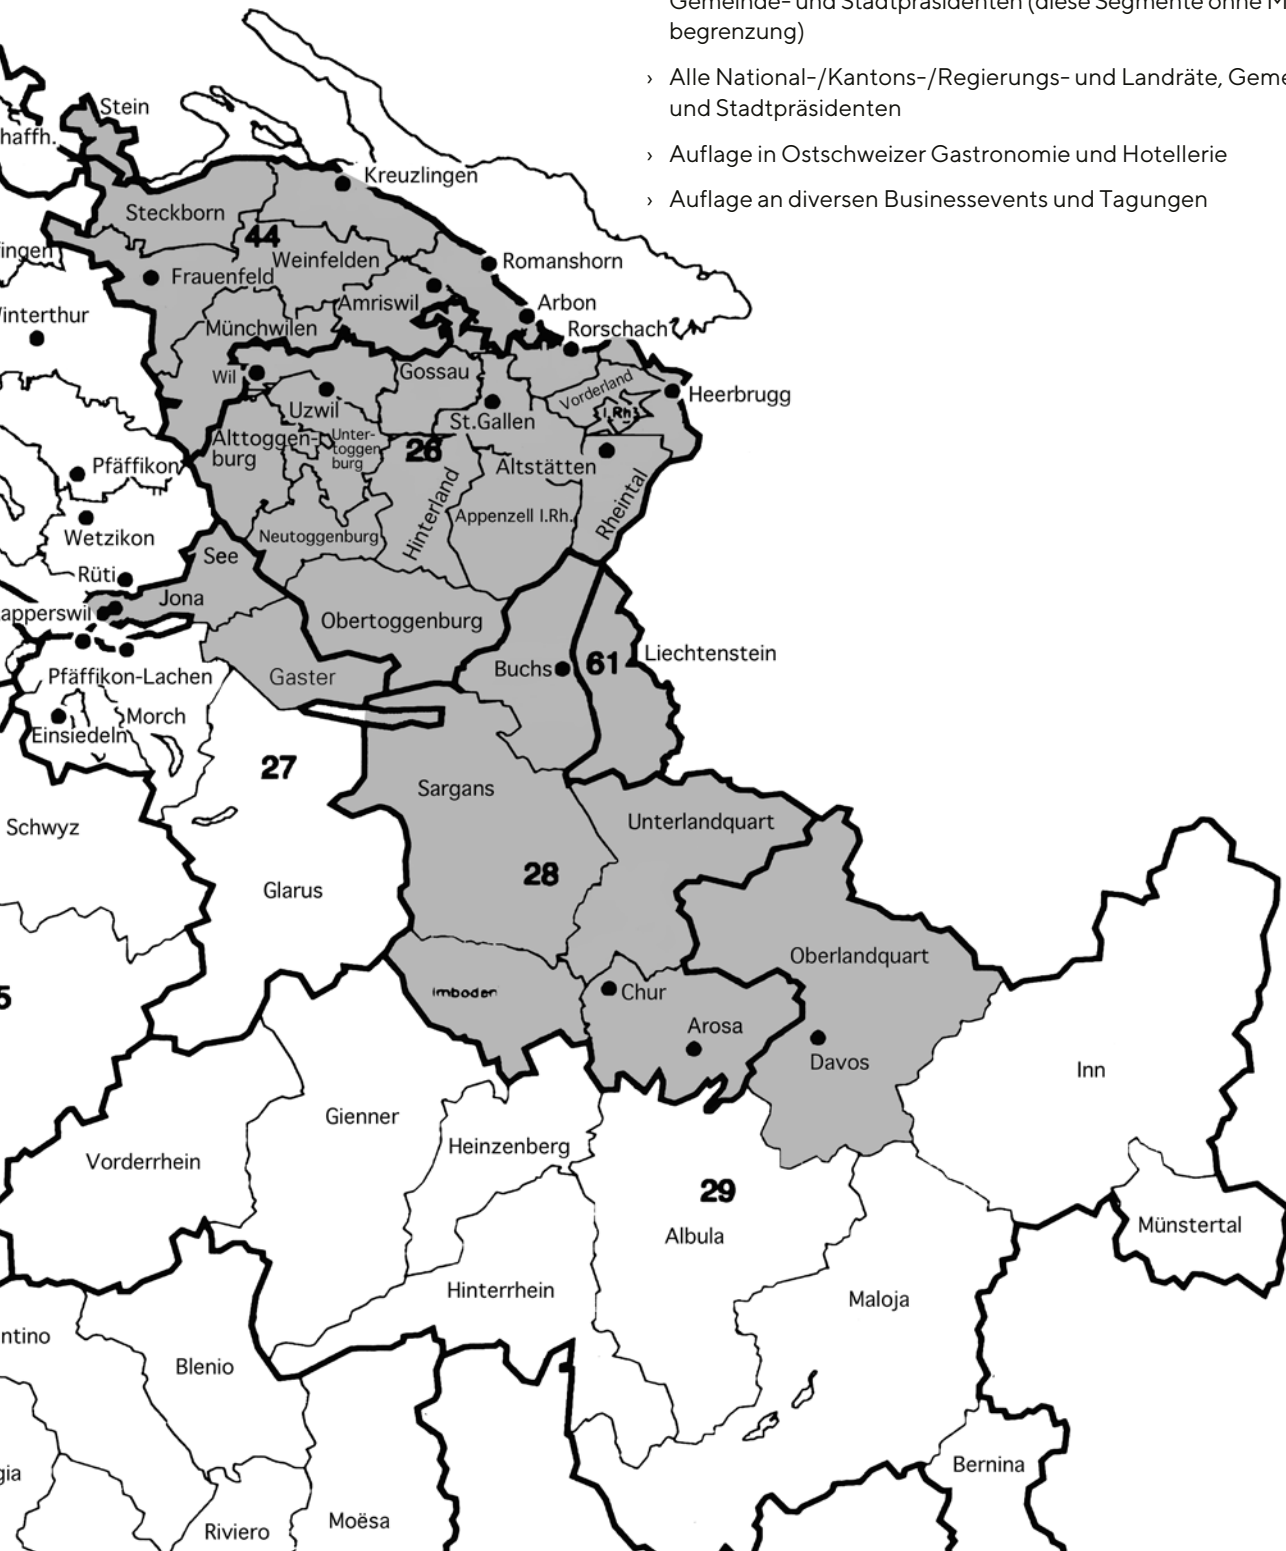 Gemeinde- und Stadtpräsidenten (diese Segmente ohne M
begrenzung)
› Alle National-/Kantons-/Regierungs- und Landräte, Geme
und Stadtpräsidenten
› Auflage in Ostschweizer Gastronomie und Hotellerie
› Auflage an diversen Businessevents und Tagungen
Stein
haffh.
Kreuzlingen
Steckborn
44
ingen
Weinfelden
Romanshorn
Frauenfeld
Amriswil
Arbon
interthur
Münchwilen
Rorschach
Wil
Gossau
Vorderland
Heerbrugg
Uzwil
I.Rh.
St.Gallen
Alttoggen-
burg
Unter-
toggen
burg
26
Pfäffikon
Altstätten
Hinterland
Rheintal
Appenzell I.Rh.
Wetzikon
Neutoggenburg
See
Rüti
Jona
apperswil
Obertoggenburg
Buchs
61
Liechtenstein
Pfäffikon-Lachen
Gaster
Morch
Einsiedeln
27
Sargans
Schwyz
Unterlandquart
28
Glarus
Oberlandquart
5
Imboden
Chur
Arosa
Davos
Inn
Gienner
Heinzenberg
Vorderrhein
29
Albula
Münstertal
Hinterrhein
Maloja
ntino
Blenio
Bernina
gia
Riviero
Moësa